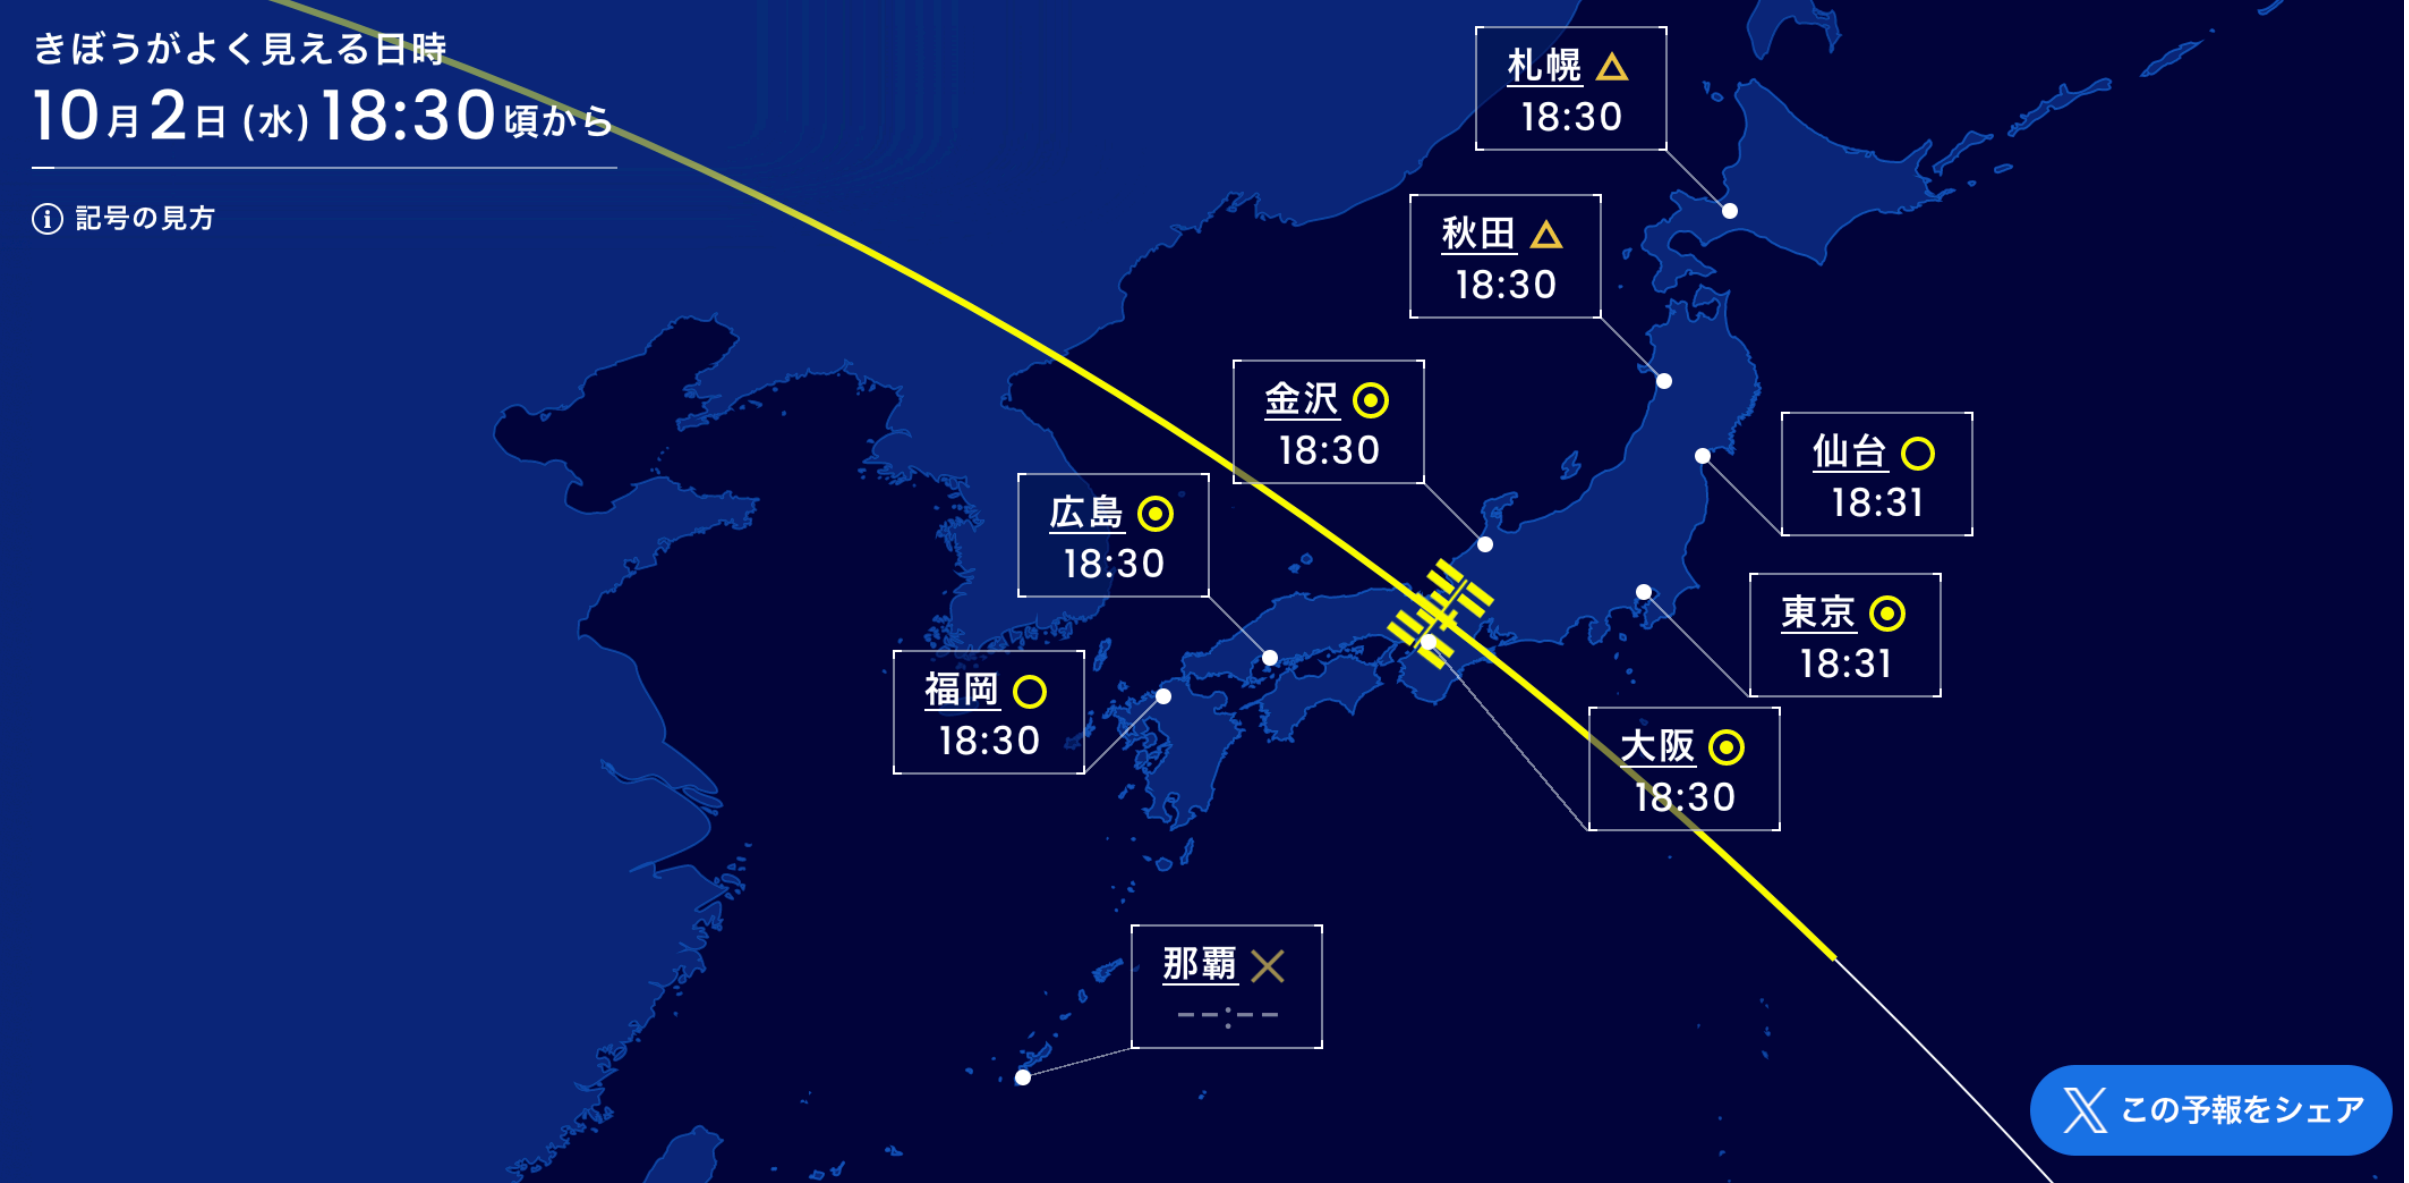 きぼうがよく見える日時
10月2日 (水) 18:30頃から
i 記号の見方
札幌 △
18:30
秋田 △
18:30
金沢 ◎
18:30
仙台 ○
18:31
広島 ◎
18:30
東京 ◎
18:31
福岡 ○
18:30
大阪 ◎
18:30
那覇 ×
--:--
X この予報をシェア